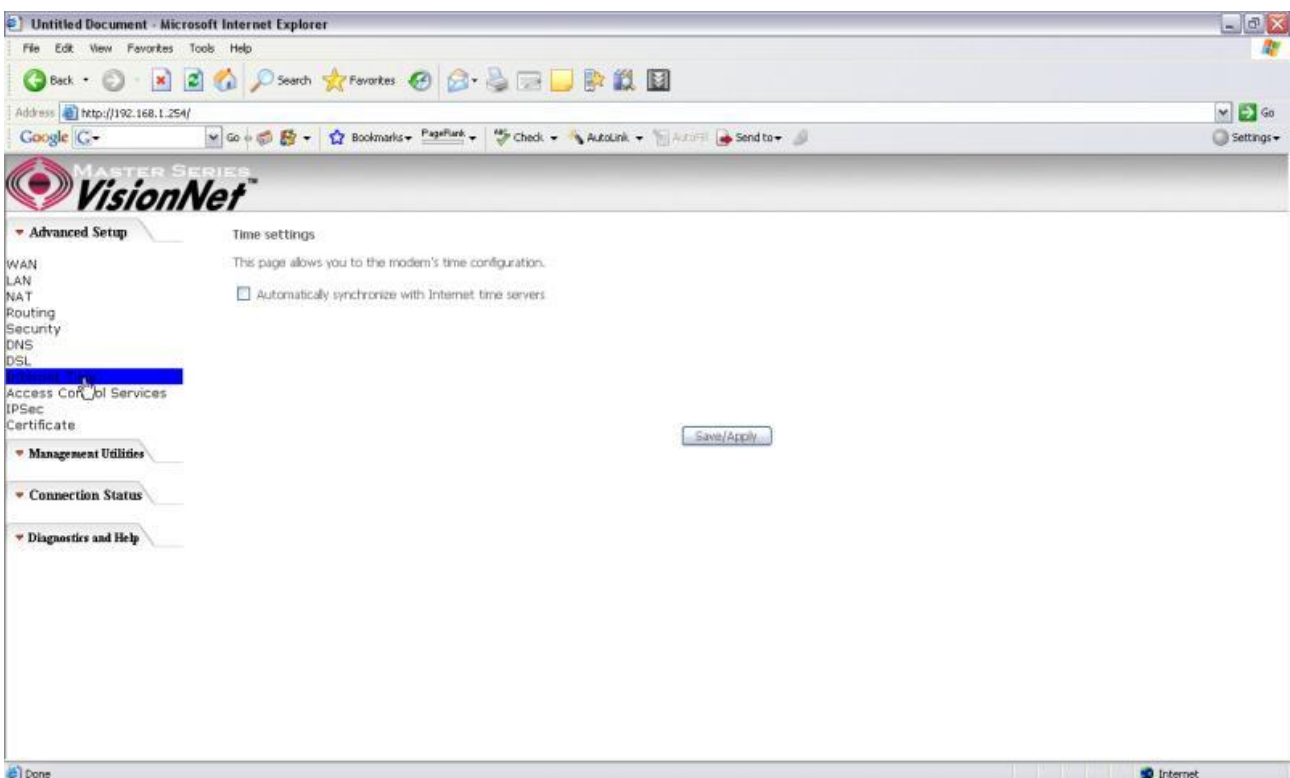 Untitled Document - Microsoft Internet Explorer
File Edit View Favorites Tools Help
Back Search Favorites
Address http://192.168.1.254/ Go
Google G Go Bookmarks PageRank Check AutoLink AutoFill Send to Settings
MASTER SERIES
VisionNet™
Advanced Setup
Time settings
This page allows you to the modem's time configuration.
Automatically synchronize with Internet time servers
WAN
LAN
NAT
Routing
Security
DNS
DSL
Internet Time
Access Control Services
IPSec
Certificate
Save/Apply
Management Utilities
Connection Status
Diagnostics and Help
Done Internet